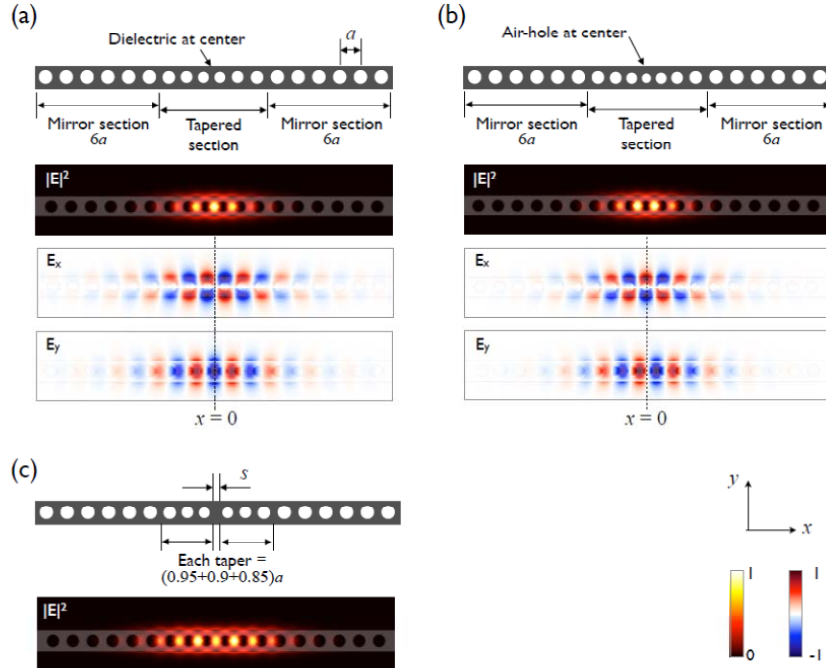 (a)
Dielectric at center
a
Mirror section
6a
Tapered
section
Mirror section
6a
|E|²
Eₓ
E_y
x = 0
(b)
Air-hole at center
Mirror section
6a
Tapered
section
Mirror section
6a
|E|²
Eₓ
E_y
x = 0
(c)
s
Each taper =
(0.95+0.9+0.85)a
|E|²
y
x
1
0
1
-1